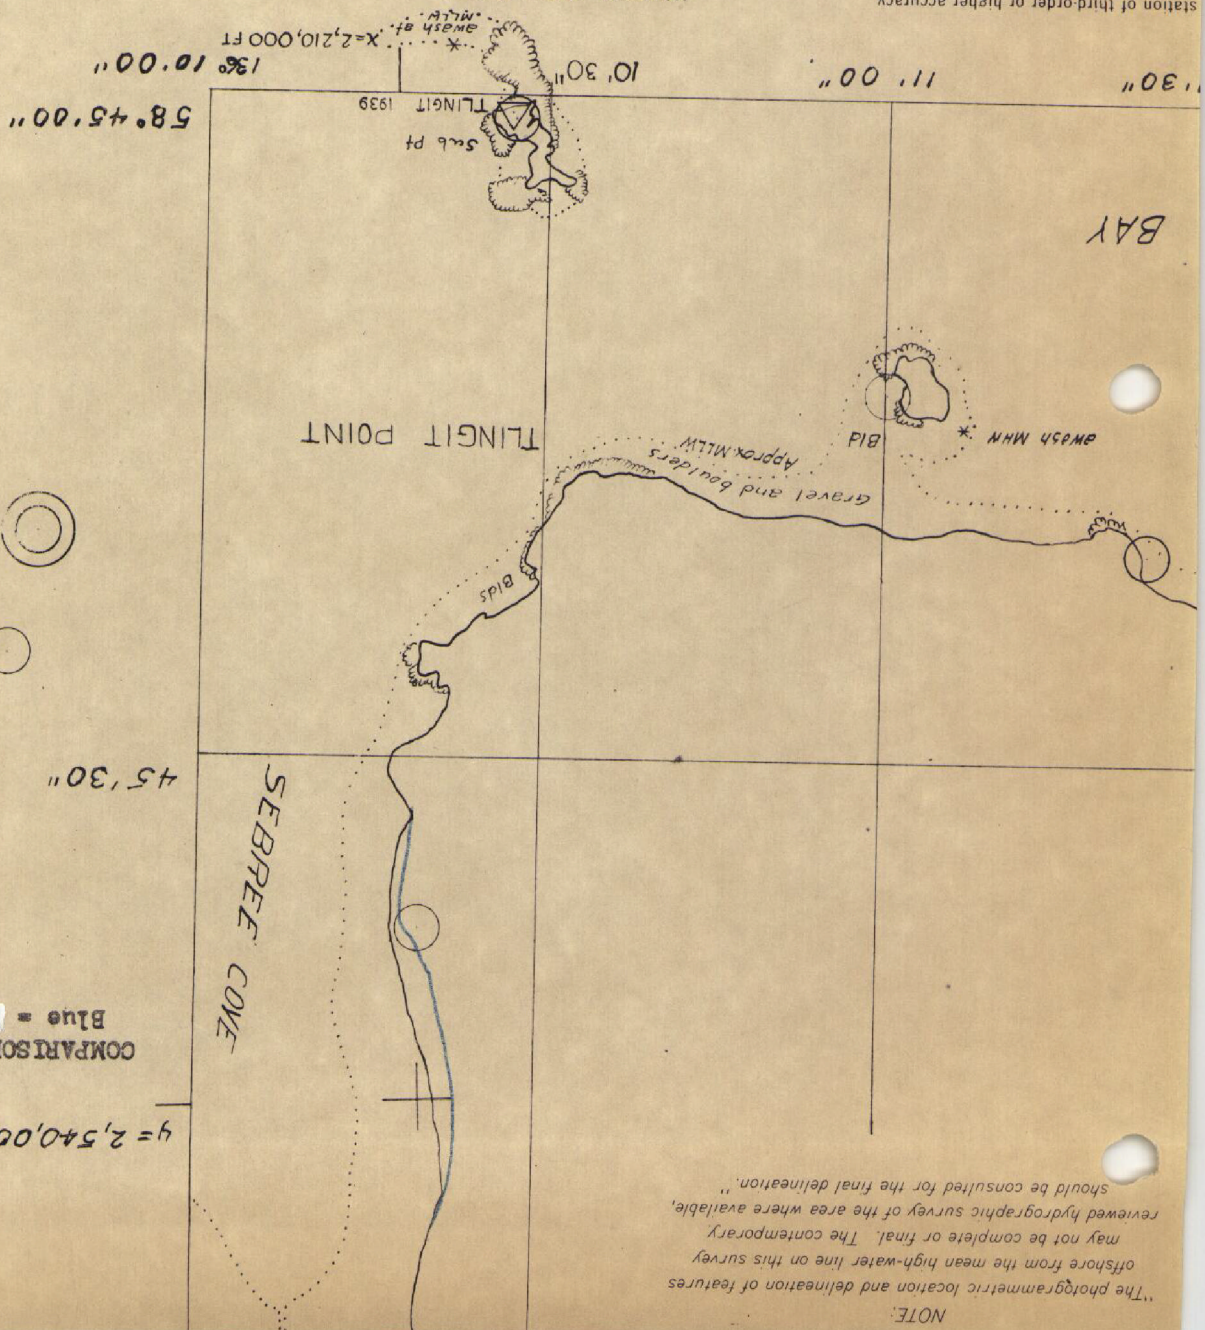 NOTE:
"The photogrammetric location and delineation of features
offshore from the mean high-water line on this survey
may not be complete or final. The contemporary
reviewed hydrographic survey of the area where available,
should be consulted for the final delineation."
y= 2,540,00
COMPARISO
Blue =
SEBREE COVE
45' 30"
Blds
Gravel and boulders
Approx. MLLW
TLINGIT POINT
awash MHW
Bld
BAY
Sub pt
TLINGIT 1939
58° 45' 00"
1' 30"
11' 00"
10' 30"
136° 10' 00"
X=2,210,000 FT
awash at
MLLW
station of third-order or higher accuracy